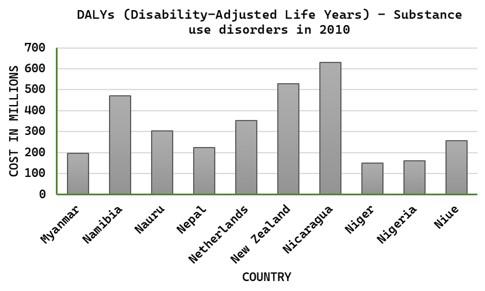 DALYs (Disability-Adjusted Life Years) - Substance
use disorders in 2010
COST IN MILLIONS
700
600
500
400
300
200
100
0
Myanmar
Namibia
Nauru
Nepal
Netherlands
New Zealand
Nicaragua
Niger
Nigeria
Niue
COUNTRY